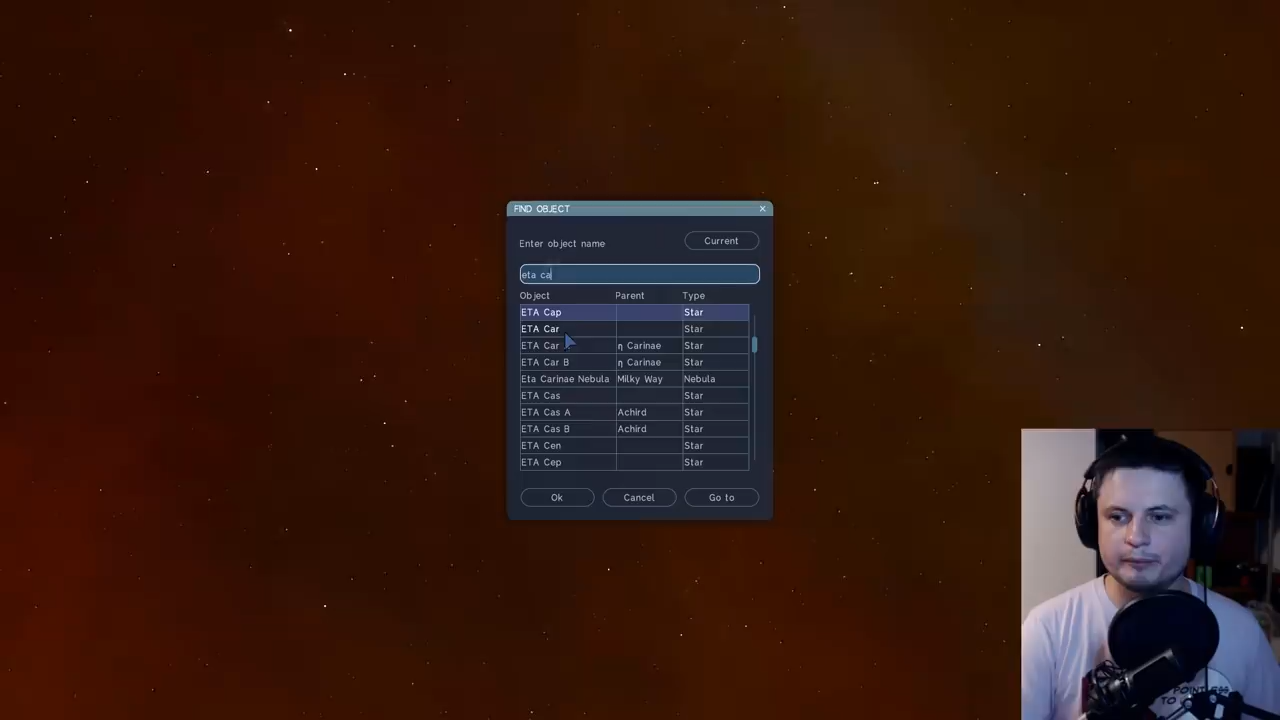 FIND OBJECT
Enter object name Current
eta ca
Object Parent Type
ETA Cap Star
ETA Car Star
ETA Car η Carinae Star
ETA Car B η Carinae Star
Eta Carinae Nebula Milky Way Nebula
ETA Cas Star
ETA Cas A Achird Star
ETA Cas B Achird Star
ETA Cen Star
ETA Cep Star
Ok Cancel Go to
POINT
TO